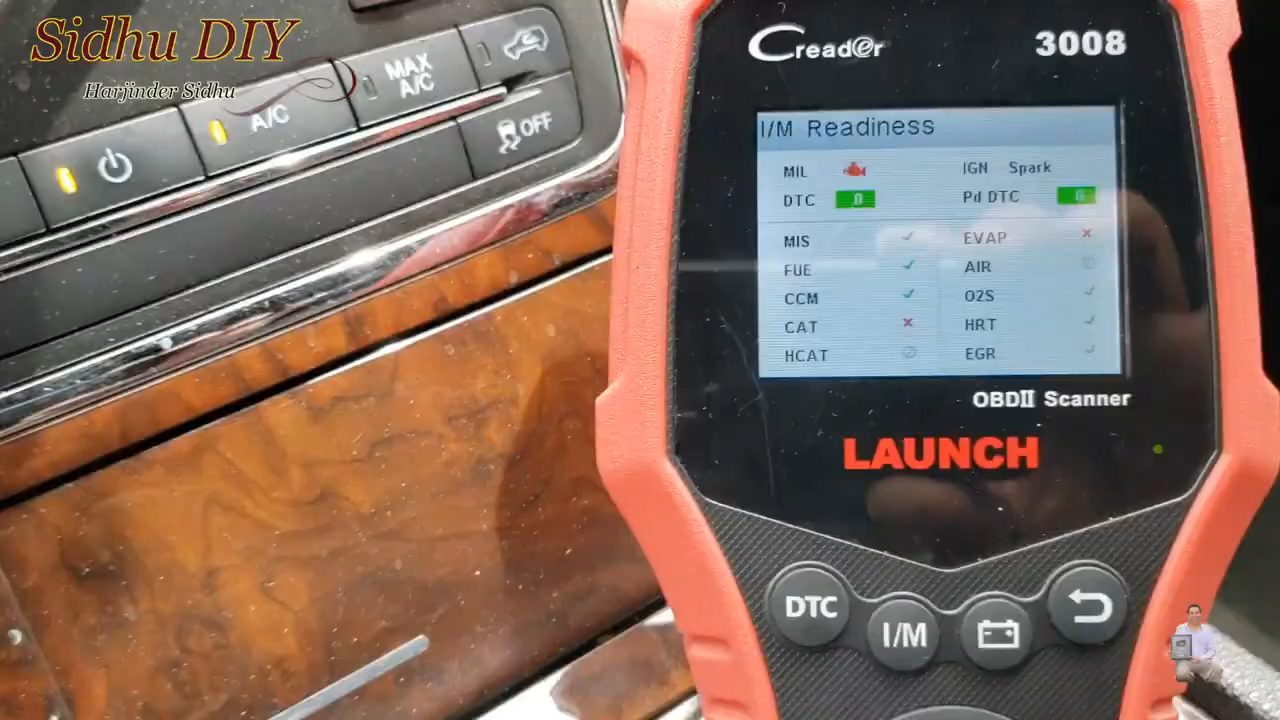 Sidhu DIY
Harjinder Sidhu
A/C
MAX
A/C
OFF
Creader
3008
I/M Readiness
MIL
IGN Spark
DTC 0
Pd DTC
MIS
EVAP
FUE
AIR
CCM
O2S
CAT
HRT
HCAT
EGR
OBDII Scanner
LAUNCH
DTC
I/M